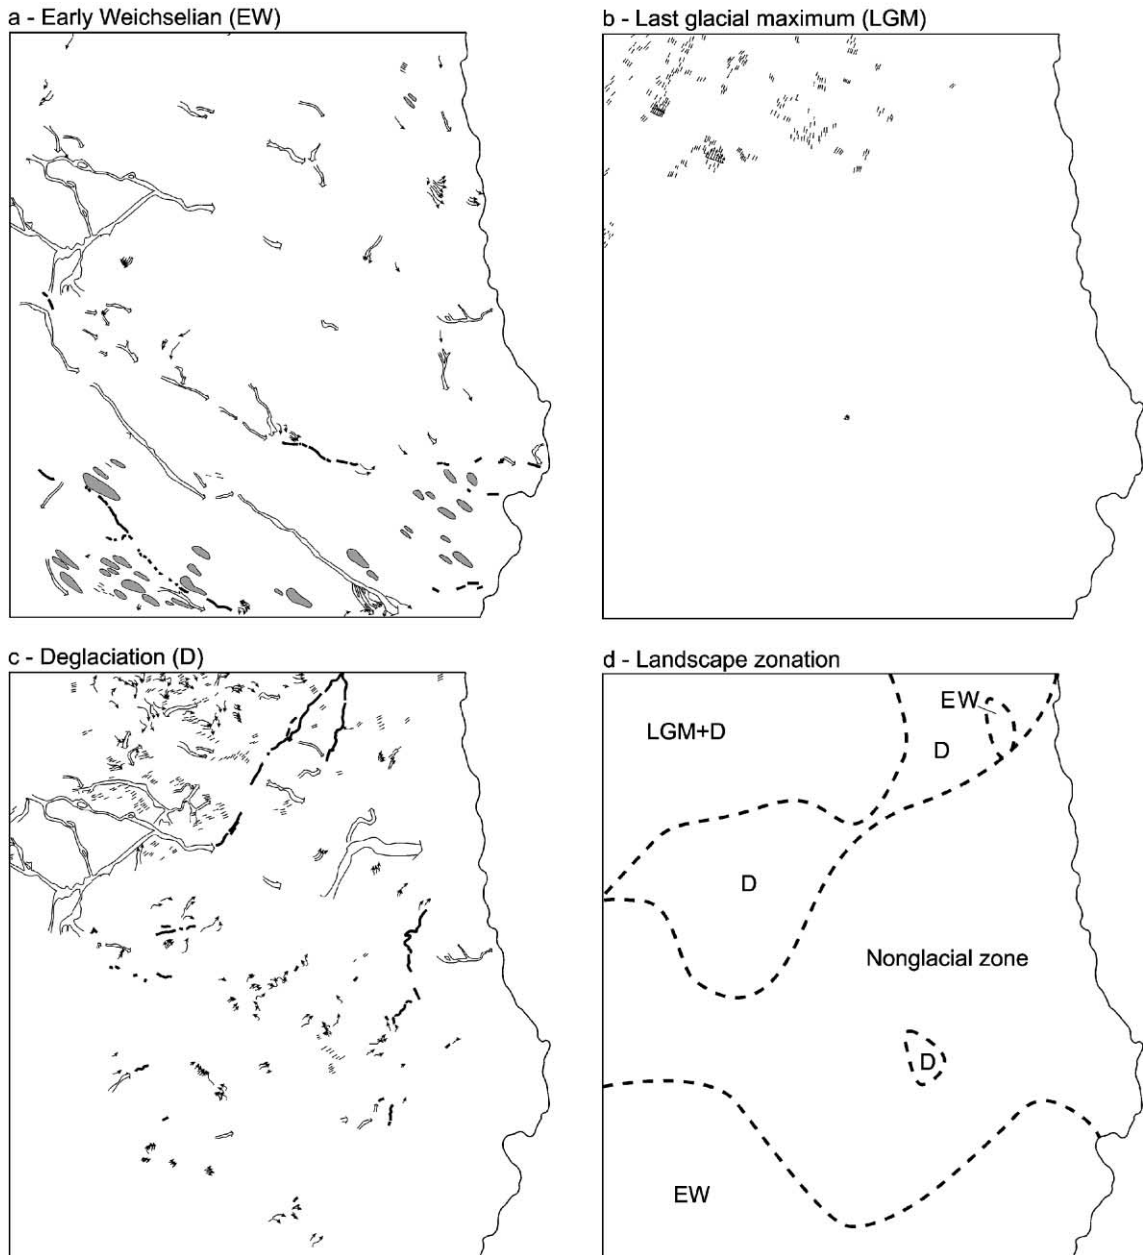 a - Early Weichselian (EW)
b - Last glacial maximum (LGM)
c - Deglaciation (D)
d - Landscape zonation
EW
LGM+D
D
D
Nonglacial zone
D
EW